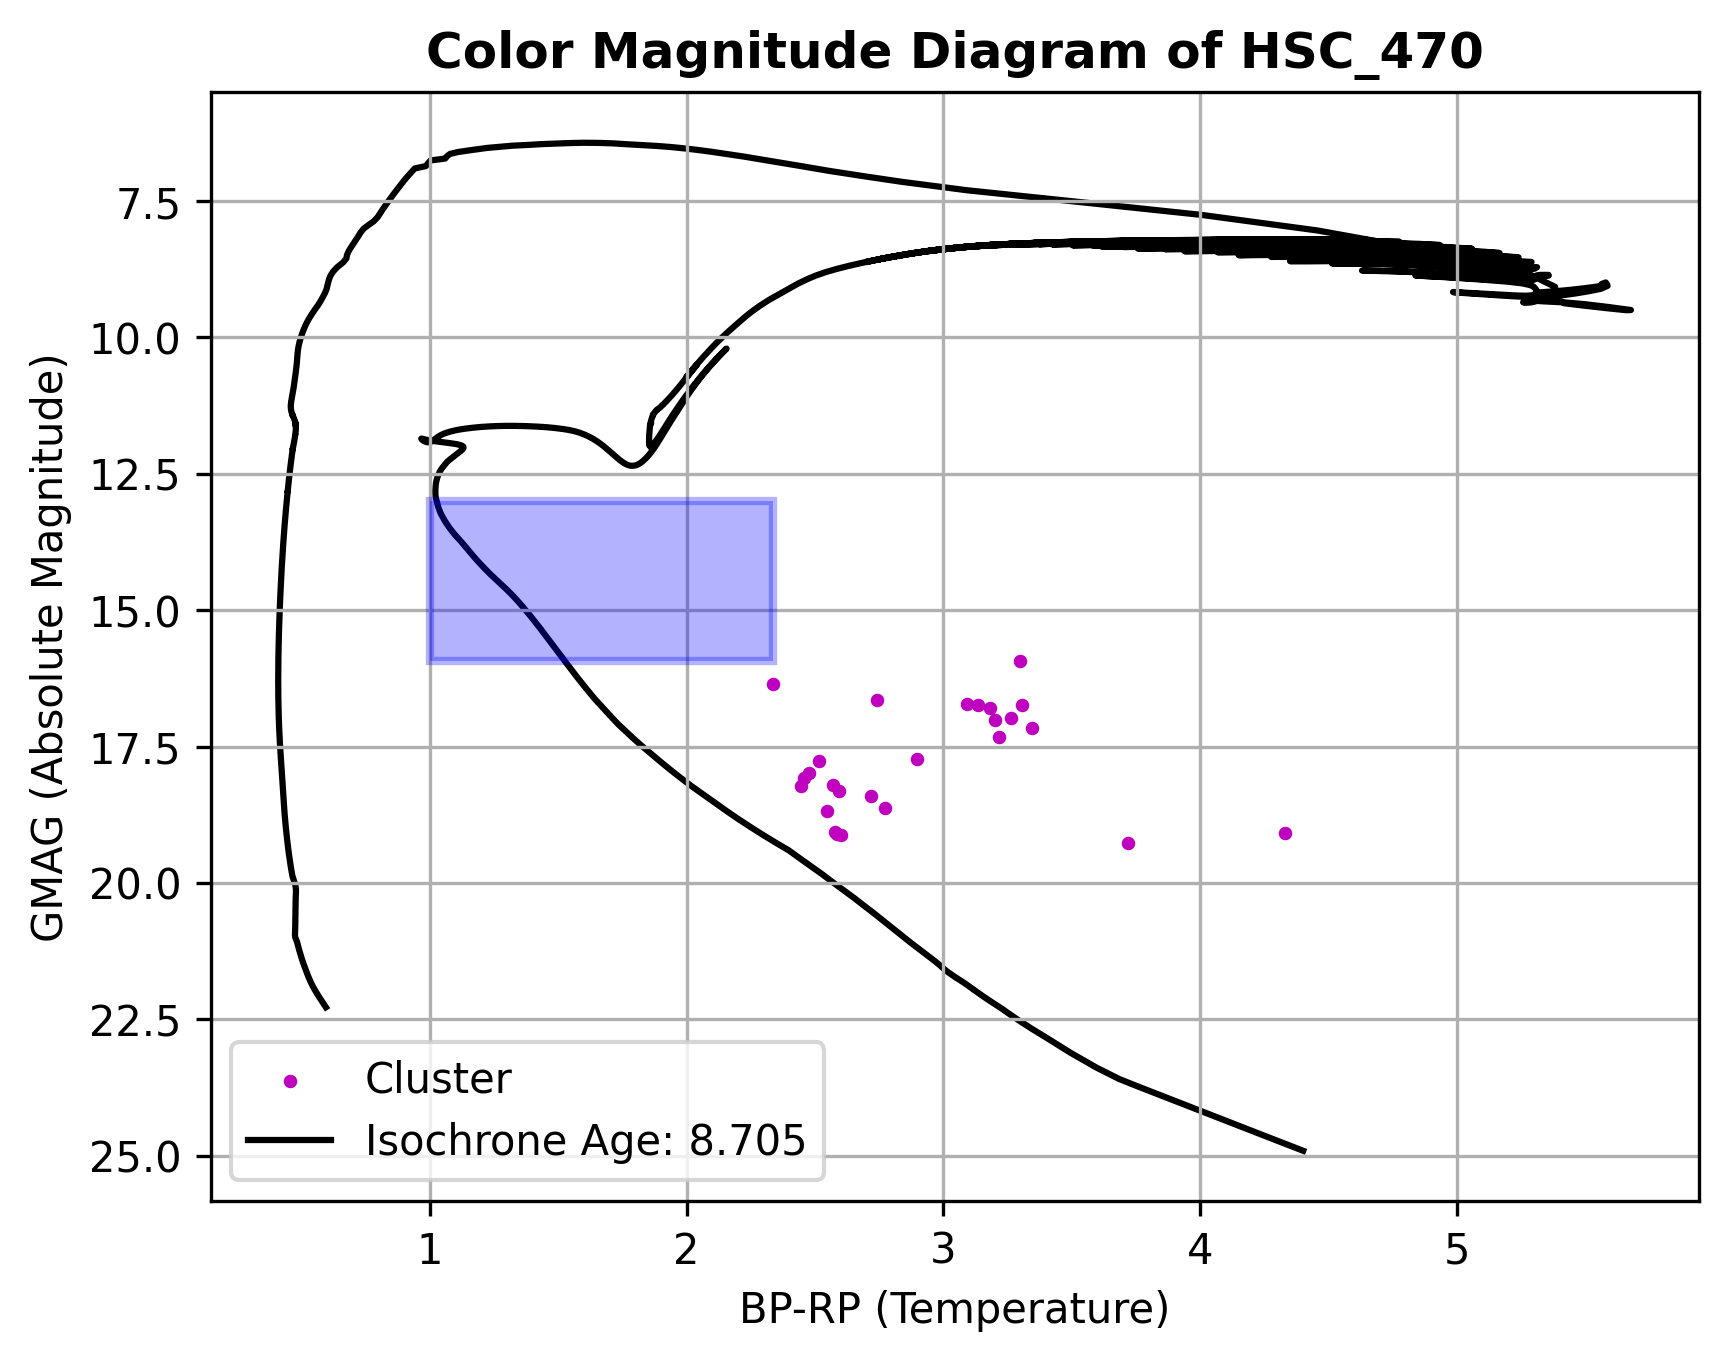 Color Magnitude Diagram of HSC_470
GMAG (Absolute Magnitude)
7.5
10.0
12.5
15.0
17.5
20.0
22.5
25.0
Cluster
Isochrone Age: 8.705
1 2 3 4 5
BP-RP (Temperature)